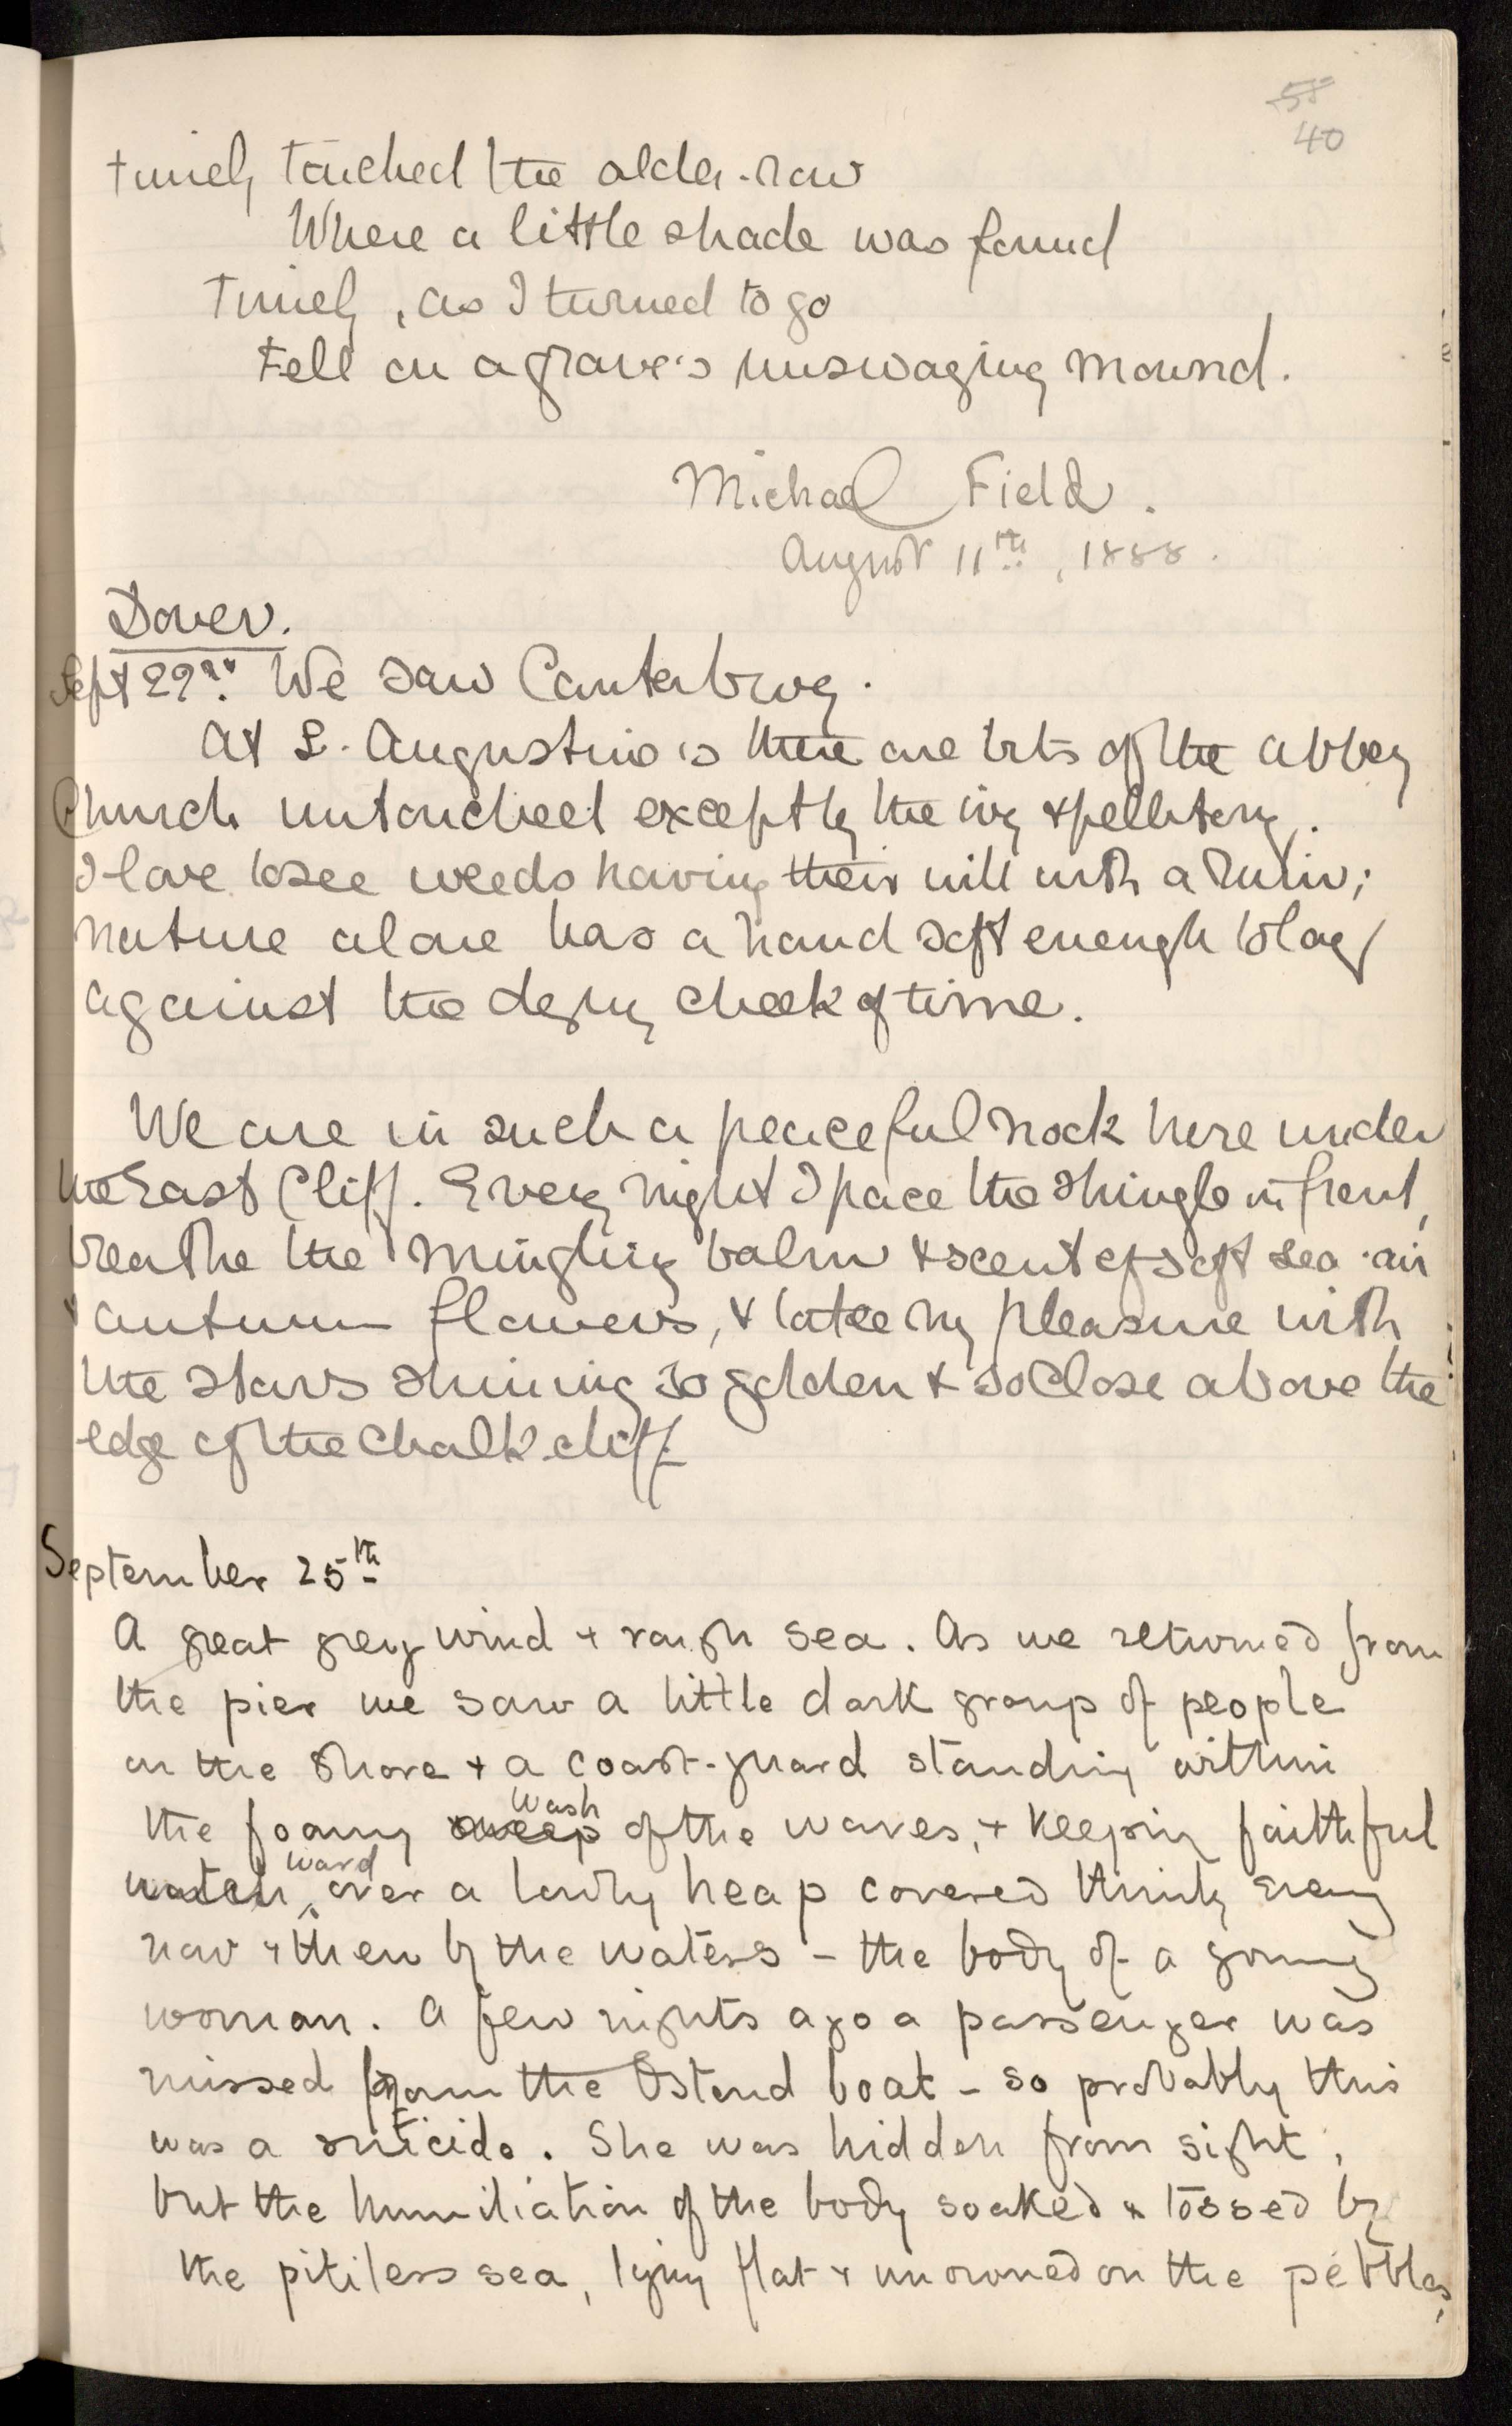 58
40
timely touched the alder-row
Where a little shade was found
Timely, as I turned to go
Fell on a grave's unswaging mound.
Michael Field.
August 11th, 1888.
Dover.
Sept 22nd. We saw Canterbury.
At S. Augustine's there are bits of the abbey
Church untouched except by the ivy & pellitory.
I love to see weeds having their will with a ruin;
nature alone has a hand soft enough to lay
against the cheek of time.
We are in such a peaceful nook here under
the East Cliff. Every night I pace the shingle in front,
breathe the mingling balm & scent of soft sea-air
& autumn flowers, & take my pleasure with
the stars shining so golden & so close above the
edge of the chalk-cliff.
September 25th
A great grey wind & rough sea. As we returned from
the pier we saw a little dark group of people
on the shore & a coast-guard standing within
the foamy sweep wash of the waves, & keeping faithful
watch ward over a lowly heap covered thinly every
now & then by the waters – the body of a young
woman. A few nights ago a passenger was
missed from the Ostend boat – so probably this
was a suicide. She was hidden from sight,
but the humiliation of the body soaked & tossed by
the pitiless sea, lying flat & unowned on the pebbles,